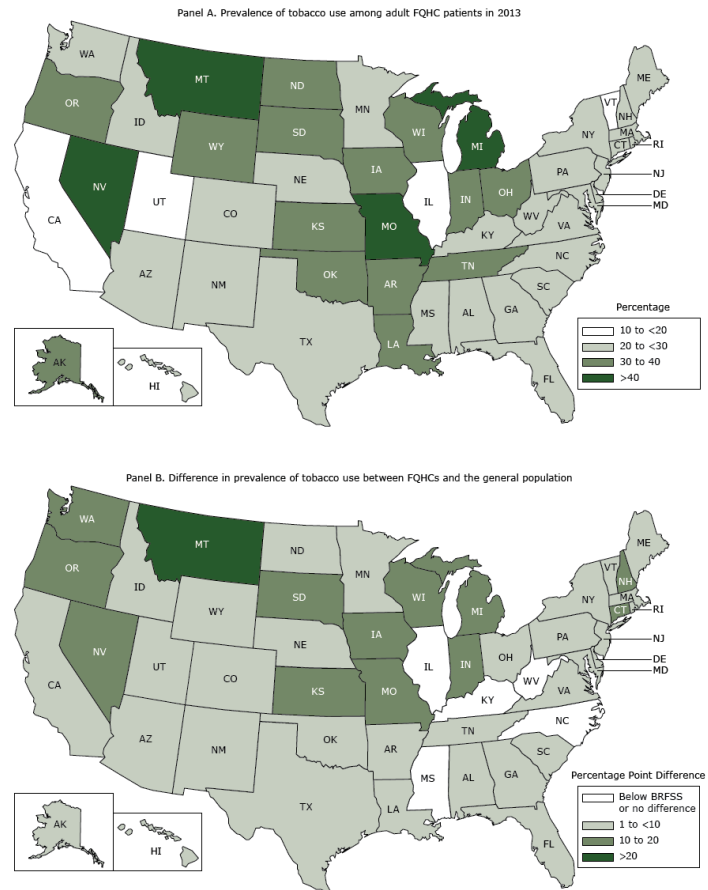 Panel A. Prevalence of tobacco use among adult FQHC patients in 2013
WA
MT
ND
MN
ME
OR
ID
SD
WI
MI
VT
NH
NY
MA
CT
RI
WY
IA
NE
PA
NJ
NV
UT
CO
IL
IN
OH
DE
MD
CA
KS
MO
WV
VA
KY
AZ
NM
OK
AR
TN
NC
SC
MS
AL
GA
TX
LA
FL
AK
HI
Percentage
10 to <20
20 to <30
30 to 40
>40
Panel B. Difference in prevalence of tobacco use between FQHCs and the general population
WA
MT
ND
MN
ME
OR
ID
SD
WI
MI
VT
NH
NY
MA
CT
RI
WY
IA
NE
PA
NJ
NV
UT
CO
IL
IN
OH
DE
MD
CA
KS
MO
WV
VA
KY
AZ
NM
OK
AR
TN
NC
SC
MS
AL
GA
TX
LA
FL
AK
HI
Percentage Point Difference
Below BRFSS
or no difference
1 to <10
10 to 20
>20